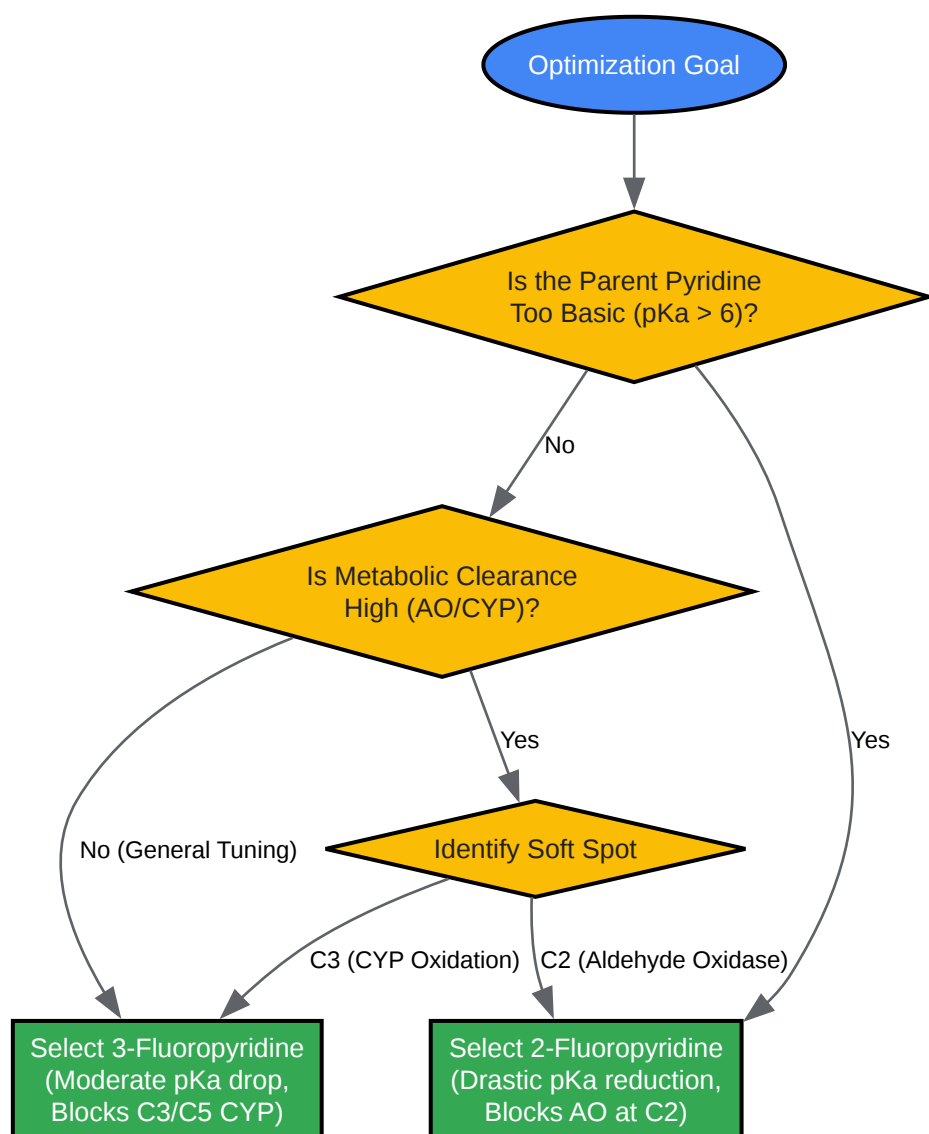 Optimization Goal
Is the Parent Pyridine
Too Basic (pKa > 6)?
No
Is Metabolic Clearance
High (AO/CYP)?
Yes
Yes
No (General Tuning)
Identify Soft Spot
C3 (CYP Oxidation)
C2 (Aldehyde Oxidase)
Select 3-Fluoropyridine
(Moderate pKa drop,
Blocks C3/C5 CYP)
Select 2-Fluoropyridine
(Drastic pKa reduction,
Blocks AO at C2)